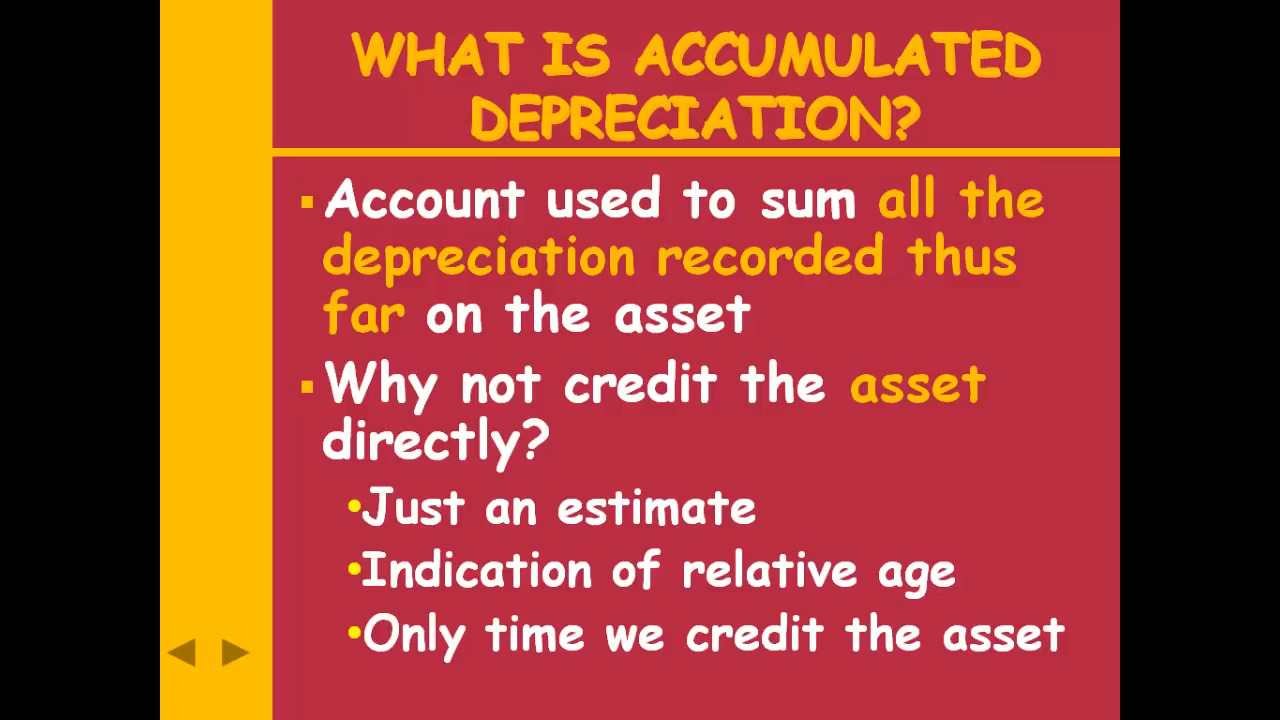 WHAT IS ACCUMULATED
DEPRECIATION?
▪Account used to sum all the
depreciation recorded thus
far on the asset
▪Why not credit the asset
directly?
•Just an estimate
•Indication of relative age
•Only time we credit the asset